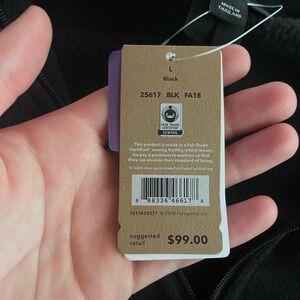 MADE IN
THAILAND
L
Black
25617 BLK FA18
FAIR TRADE
CERTIFIED
SEWING
This product is made in a Fair Trade
Certified™ sewing facility, which means
we pay a premium to workers so that
they can elevate their standard of living.
To learn more go to www.FairTradeCertified.org
88336 46617
701763237? © 2018 Patagonia, Inc.
suggested
retail
$99.00